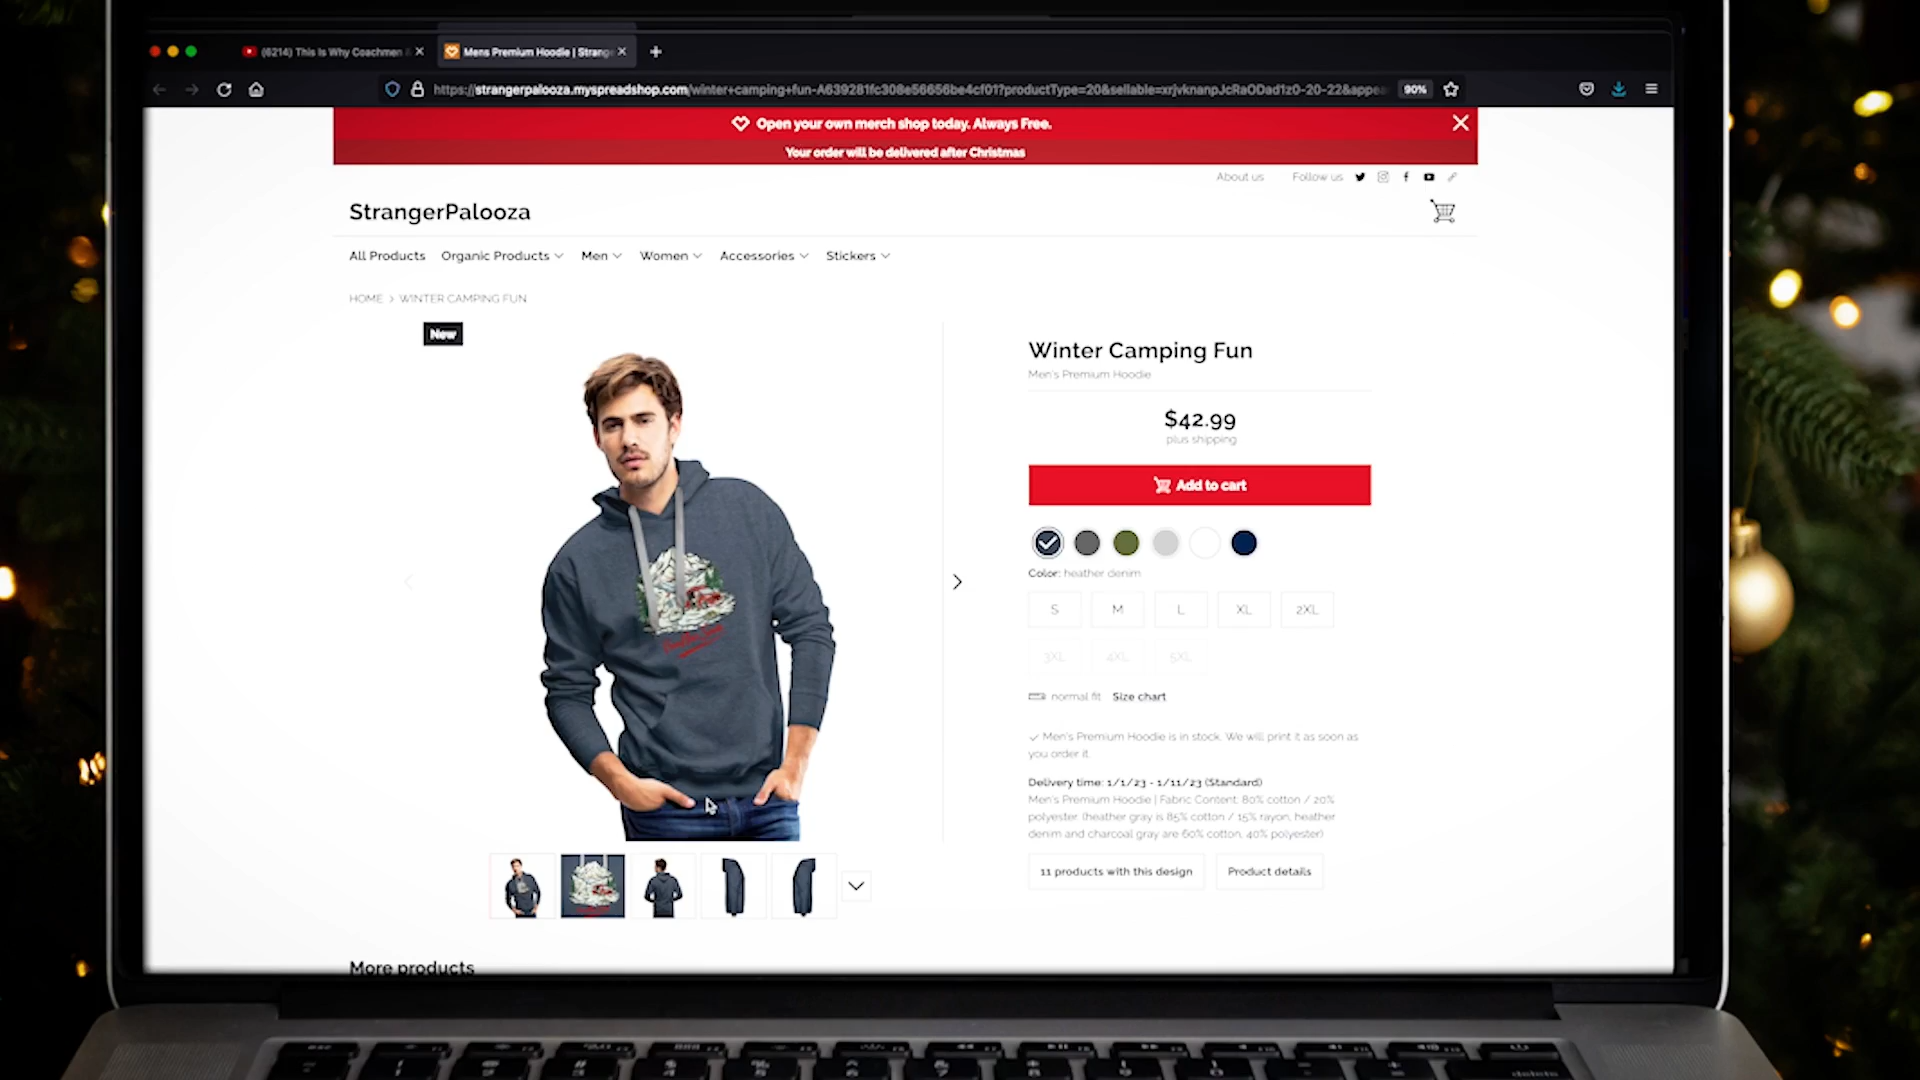 (6214) This Is Why Coachmen
Mens Premium Hoodie | Strange
https://strangerpalooza.myspreadshop.com/winter+camping+fun-A639281fc308e56656be4cf01?productType=20&sellable=xrjvknanpJcRaODad1z0-20-22&appea
90%
Open your own merch shop today. Always Free.
Your order will be delivered after Christmas
About us Follow us
StrangerPalooza
All Products Organic Products Men Women Accessories Stickers
HOME > WINTER CAMPING FUN
New
Winter Camping Fun
Men's Premium Hoodie
$42.99
plus shipping
Add to cart
Color: heather denim
S M L XL 2XL
3XL 4XL 5XL
normal fit Size chart
Men's Premium Hoodie is in stock. We will print it as soon as
you order it.
Delivery time: 1/1/23 - 1/11/23 (Standard)
Men's Premium Hoodie | Fabric Content: 80% cotton / 20%
polyester (heather gray is 85% cotton / 15% rayon, heather
denim and charcoal gray are 60% cotton, 40% polyester)
11 products with this design Product details
More products
delete